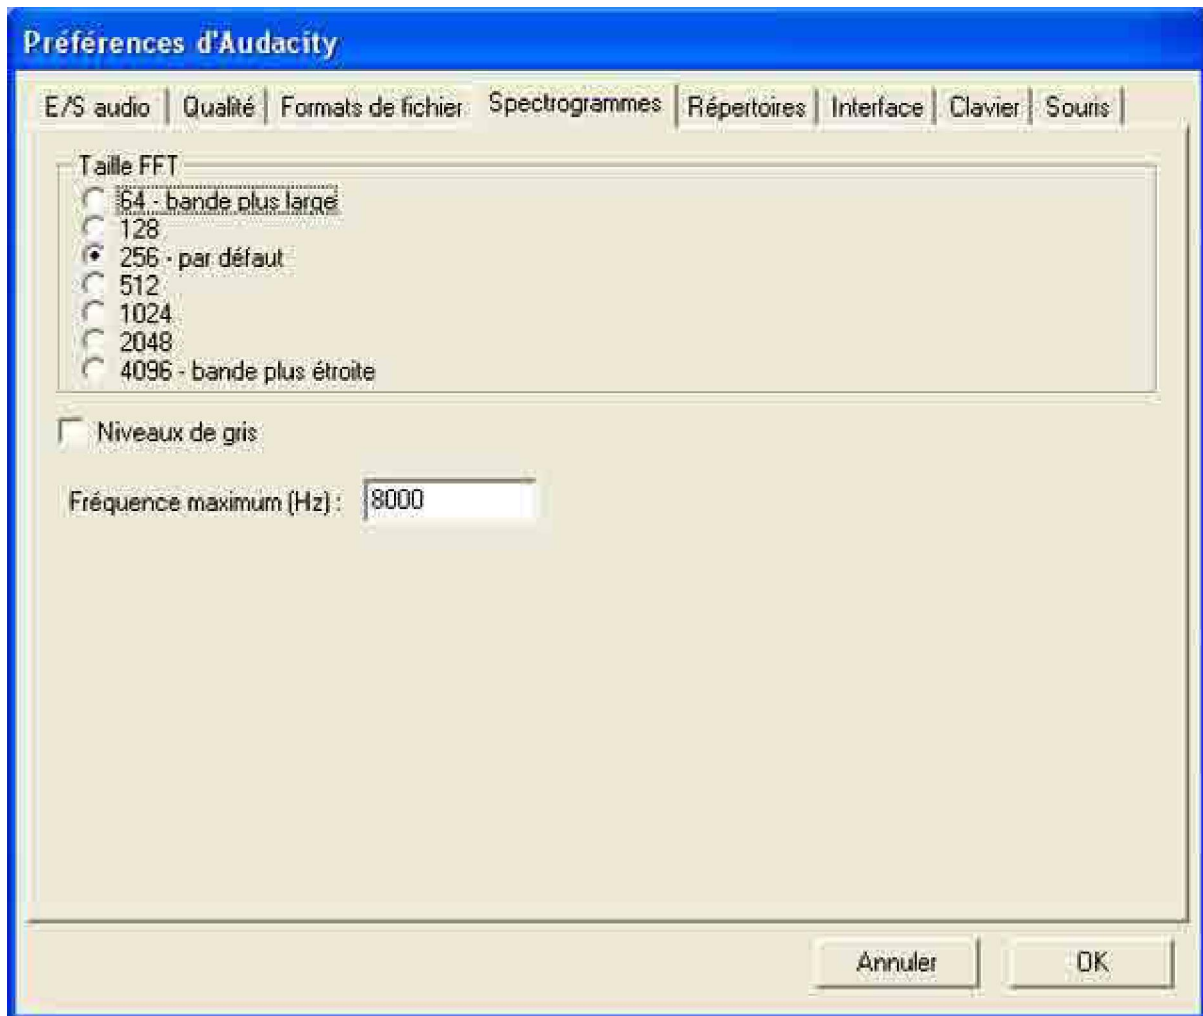 Préférences d'Audacity
E/S audio Qualité Formats de fichier Spectrogrammes Répertoires Interface Clavier Souris
Taille FFT
64 - bande plus large
128
256 - par défaut
512
1024
2048
4096 - bande plus étroite
Niveaux de gris
Fréquence maximum (Hz) : 8000
Annuler OK